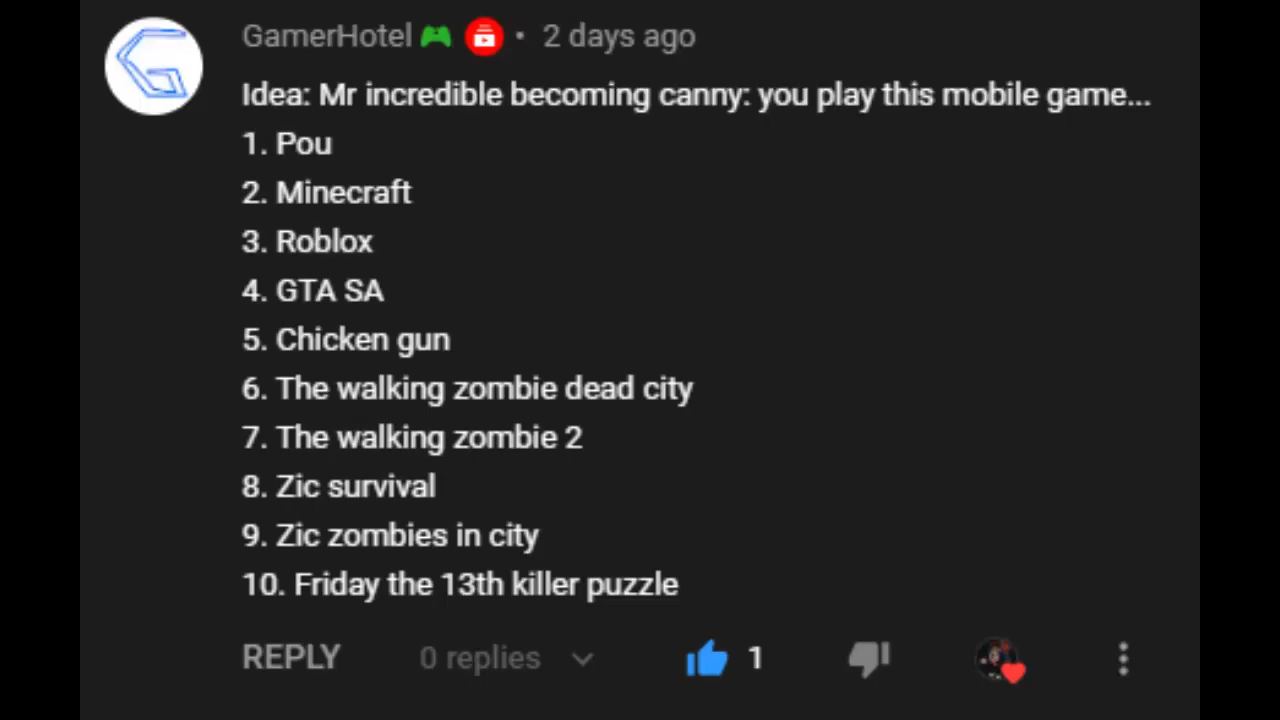 GamerHotel • 2 days ago
Idea: Mr incredible becoming canny: you play this mobile game...
1. Pou
2. Minecraft
3. Roblox
4. GTA SA
5. Chicken gun
6. The walking zombie dead city
7. The walking zombie 2
8. Zic survival
9. Zic zombies in city
10. Friday the 13th killer puzzle
REPLY 0 replies 1